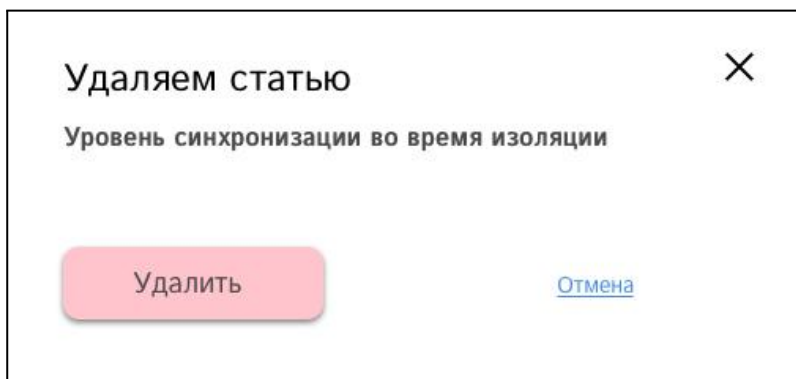 Удаляем статью
Уровень синхронизации во время изоляции
Удалить
Отмена